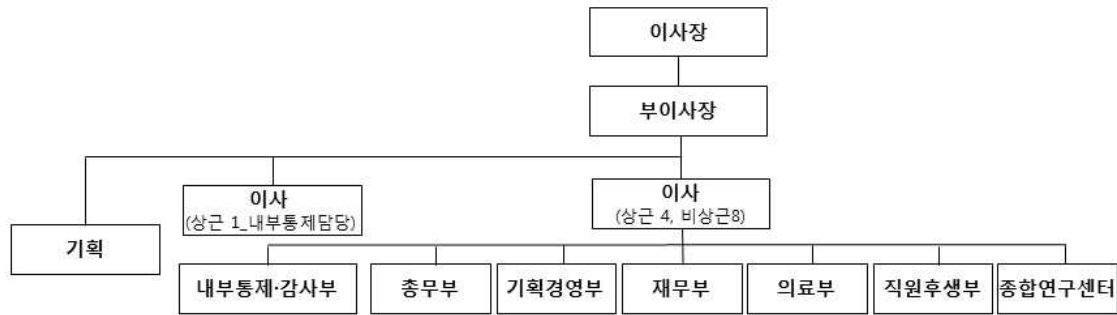 이사장
부이사장
이사
(상근 1_내부통제담당)
이사
(상근 4, 비상근8)
기획
내부통제·감사부
총무부
기획경영부
재무부
의료부
직원후생부
종합연구센터